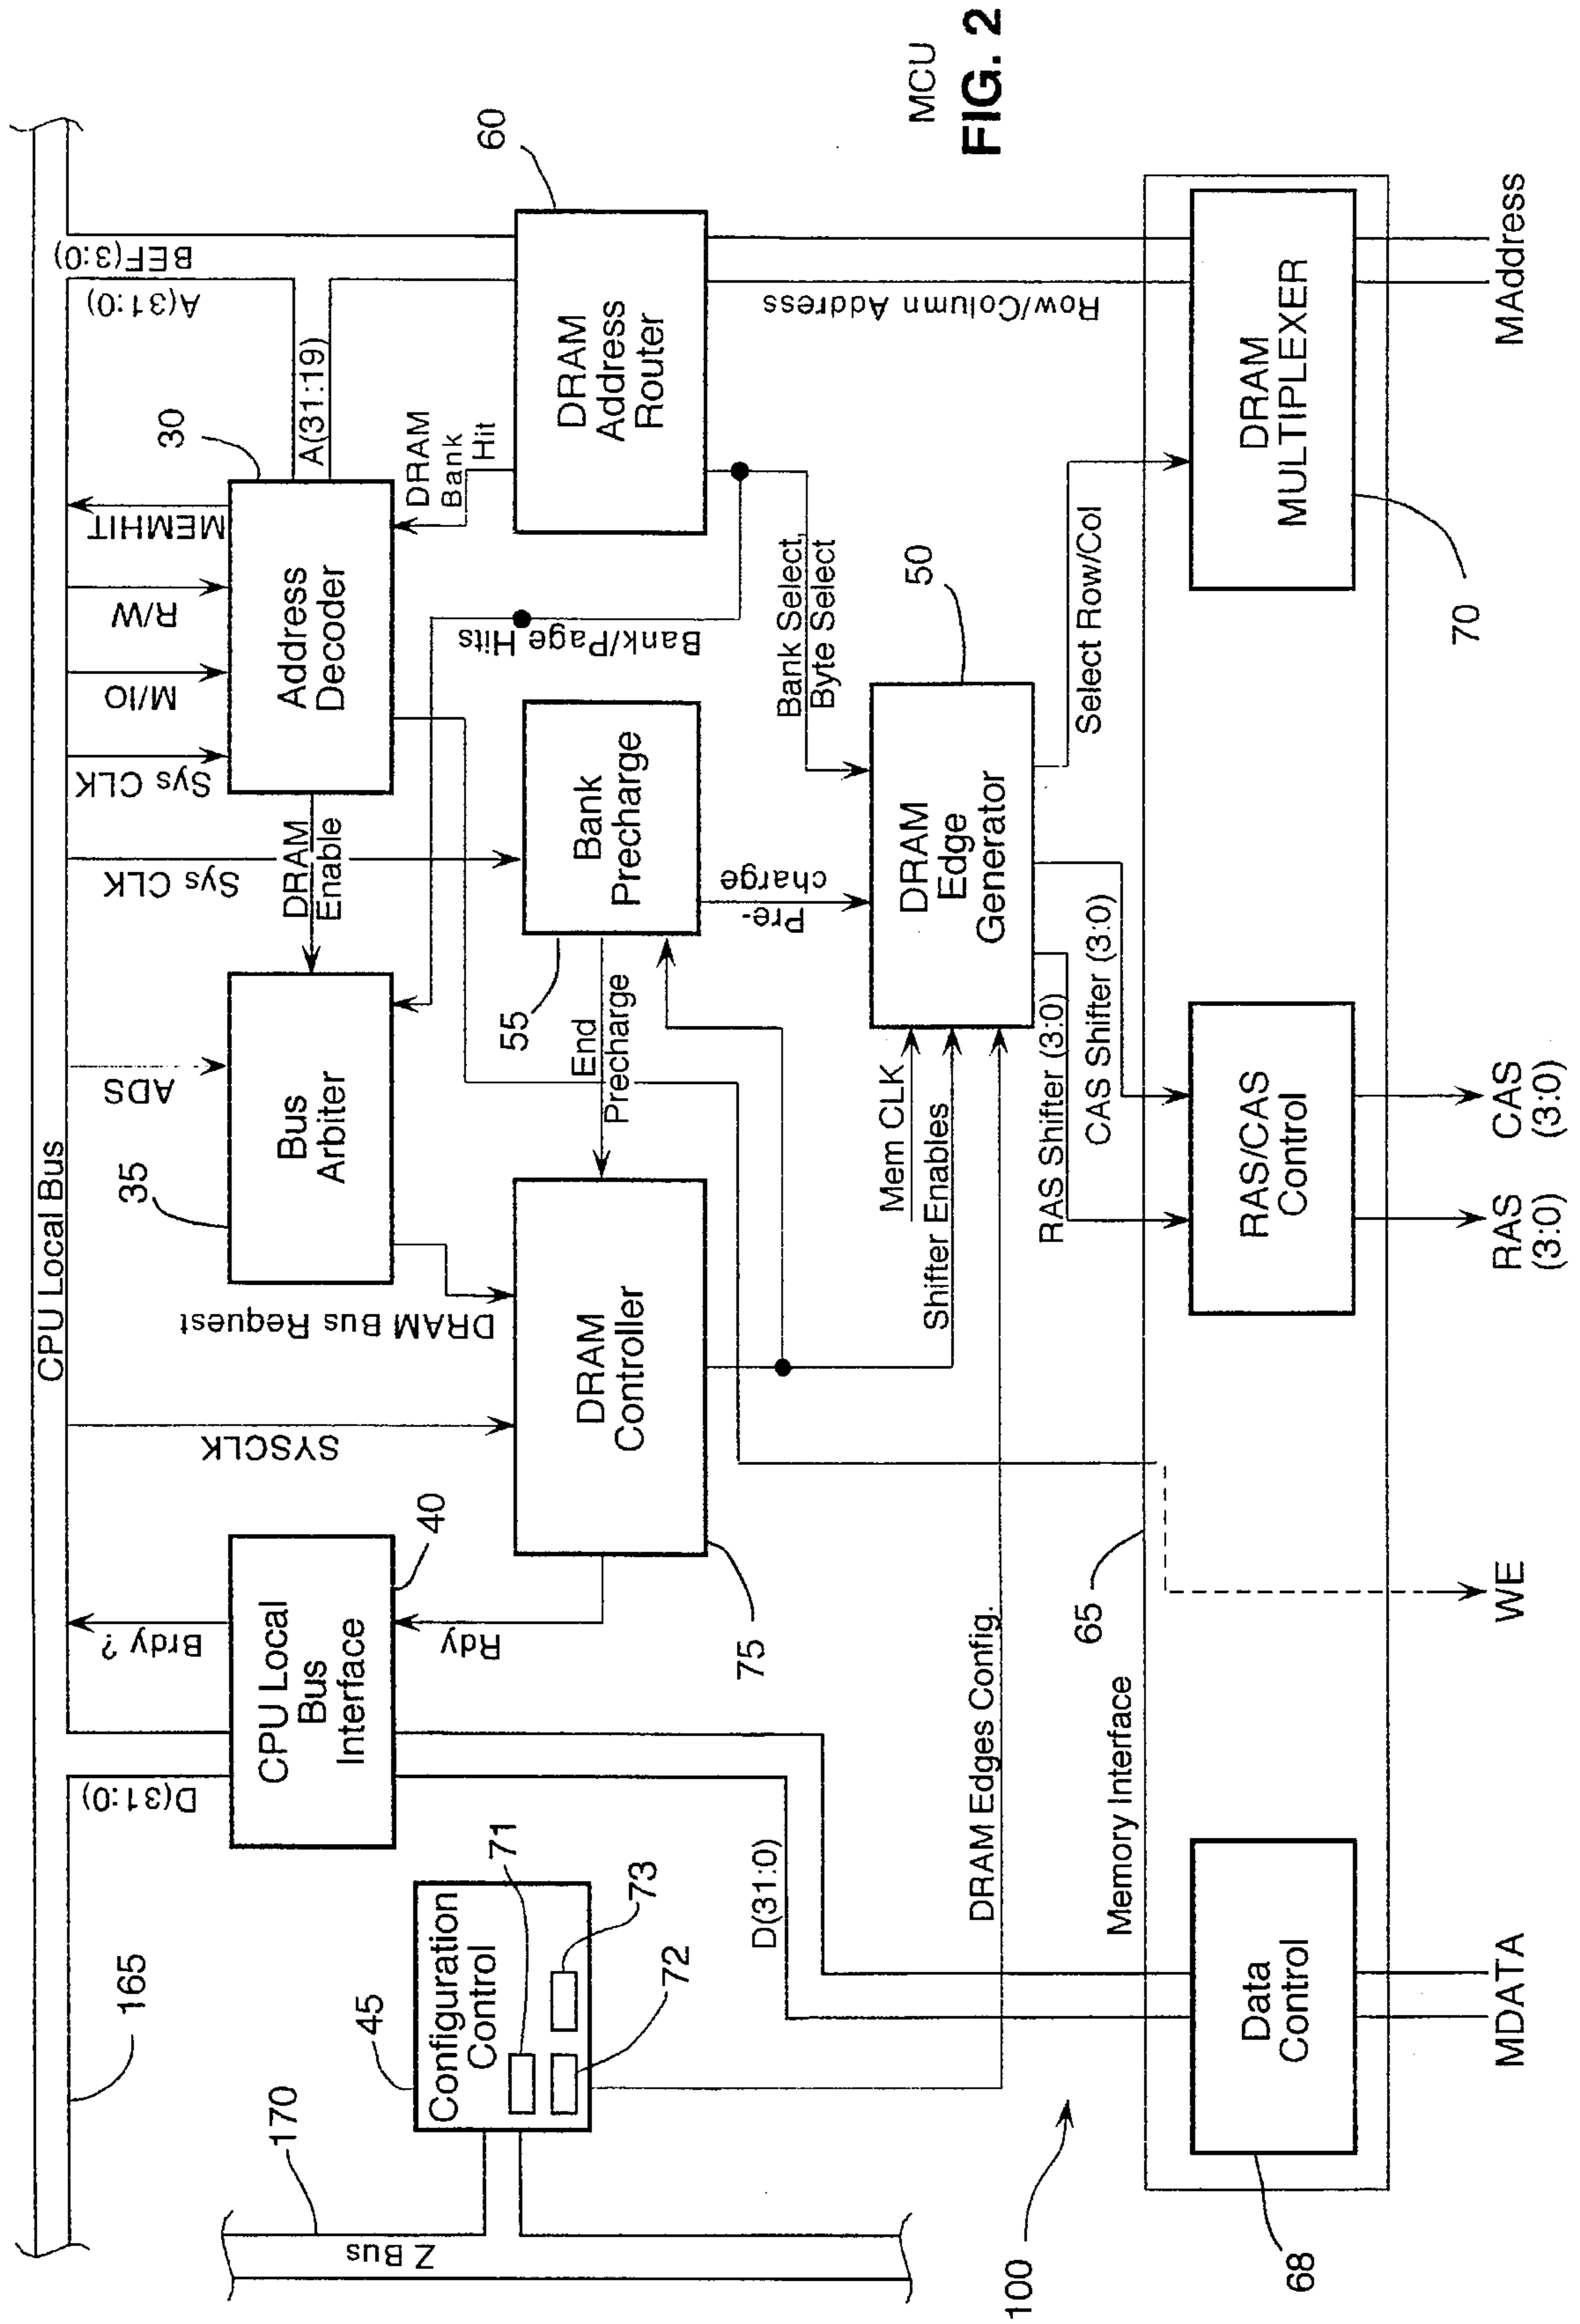 CPU Local Bus
165
170
Z Bus
D(31:0)
Brdy ?
SYSCLK
ADS
Sys CLK
Sys CLK
M/IO
R/W
MEMHIT
A(31:0)
BEF(3:0)
CPU Local
Bus
Interface
40
35
Bus
Arbiter
DRAM
Enable
Address
Decoder
30
A(31:19)
45
Configuration
Control
71
72
73
Rdy
DRAM Bus Request
DRAM
Controller
75
End
Precharge
55
Bank
Precharge
Bank/Page Hits
DRAM
Bank
Hit
DRAM
Address
Router
60
D(31:0)
Pre-
charge
Bank Select,
Byte Select
Row/Column Address
Mem CLK
Shifter Enables
DRAM Edges Config.
DRAM
Edge
Generator
50
RAS Shifter (3:0)
CAS Shifter (3:0)
Select Row/Col
100
Memory Interface
65
Data
Control
68
RAS/CAS
Control
DRAM
MULTIPLEXER
70
MDATA
WE
RAS
(3:0)
CAS
(3:0)
MAddress
MCU
FIG. 2